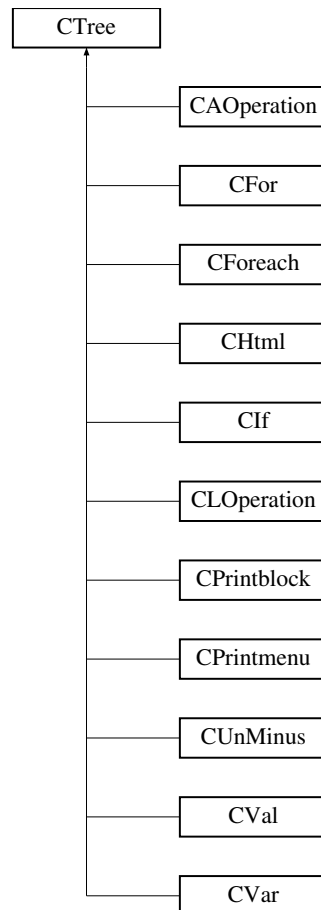 CTree
CAOperation
CFor
CForeach
CHtml
CIf
CLOperation
CPrintblock
CPrintmenu
CUnMinus
CVal
CVar